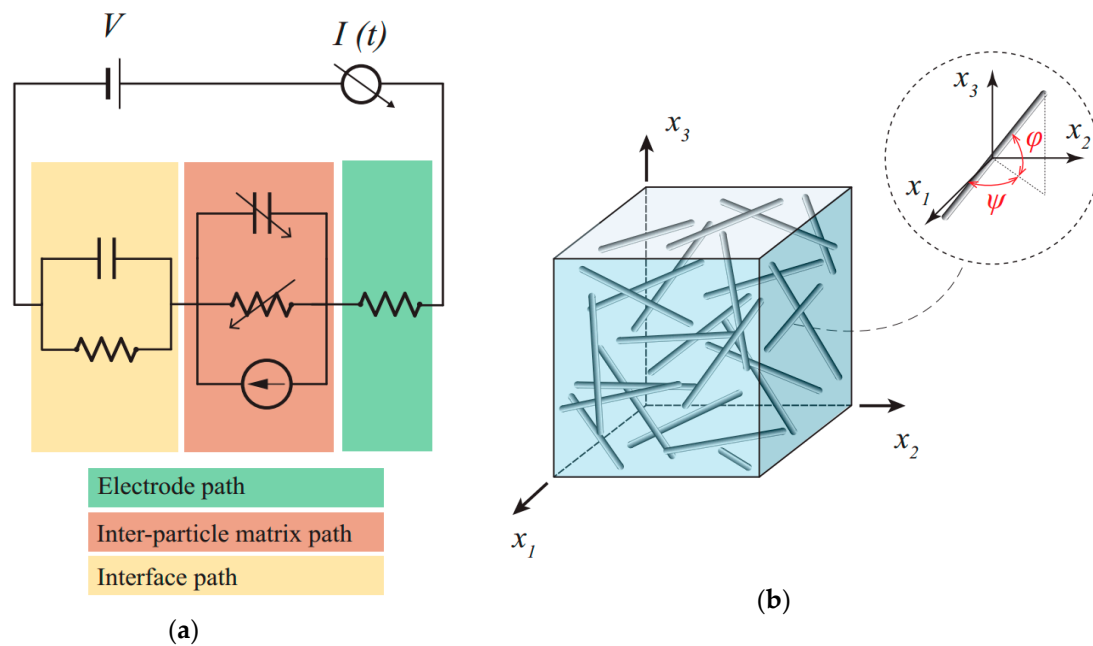 V
I (t)
Electrode path
Inter-particle matrix path
Interface path
(a)
x3
x2
x1
x3
x2
x1
φ
ψ
(b)